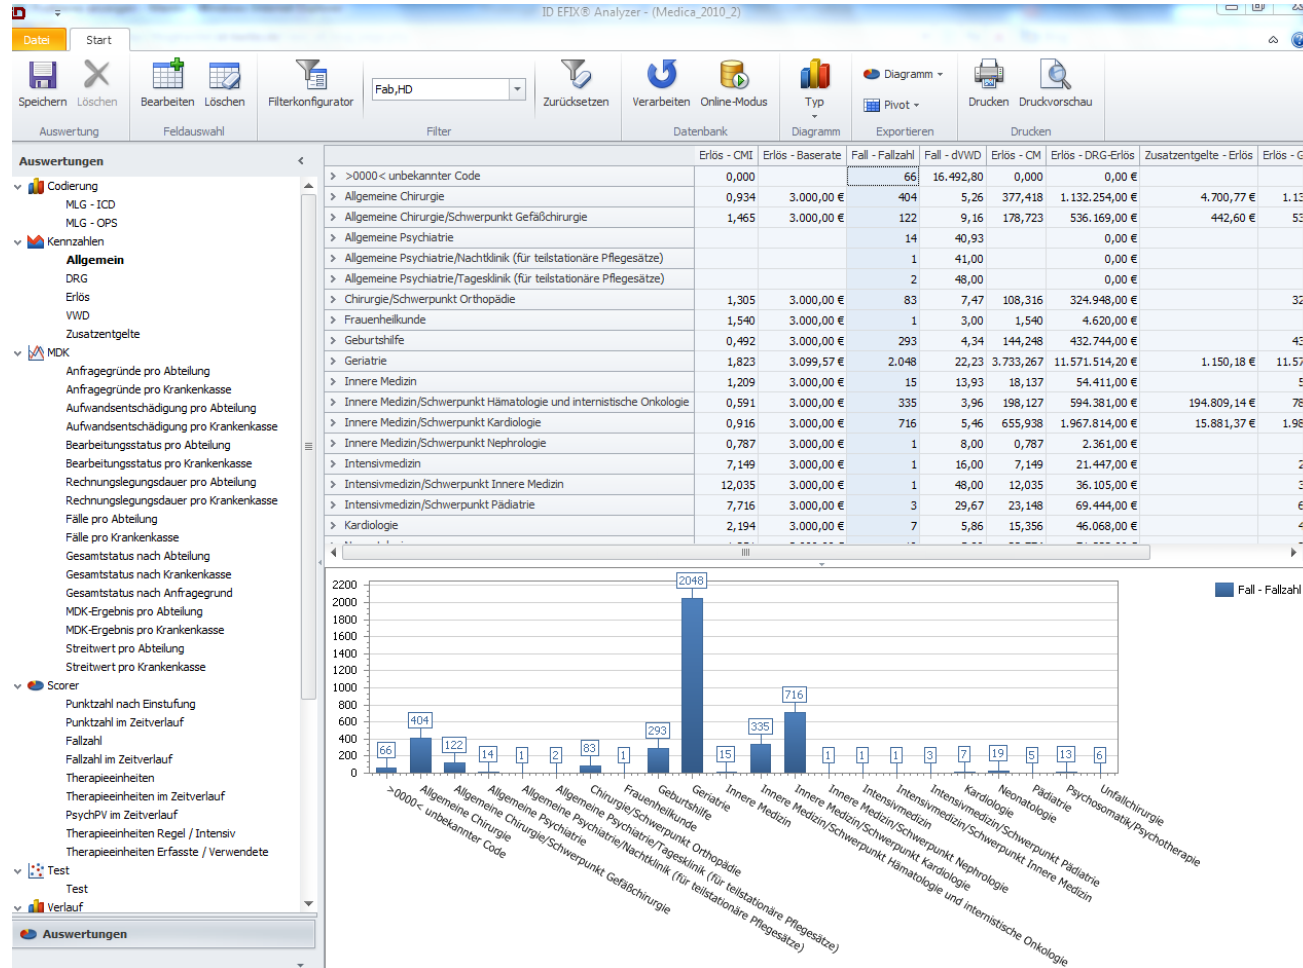 ID EFIX® Analyzer - (Medica_2010_2)
Datei Start
Speichern Löschen Bearbeiten Löschen Filterkonfigurator Fab,HD Zurücksetzen Verarbeiten Online-Modus Typ Diagramm Pivot Drucken Druckvorschau
Auswertung Feldauswahl Filter Datenbank Diagramm Exportieren Drucken
Auswertungen
Codierung
MLG - ICD
MLG - OPS
Kennzahlen
Allgemein
DRG
Erlös
VWD
Zusatzentgelte
MDK
Anfragegründe pro Abteilung
Anfragegründe pro Krankenkasse
Aufwandsentschädigung pro Abteilung
Aufwandsentschädigung pro Krankenkasse
Bearbeitungsstatus pro Abteilung
Bearbeitungsstatus pro Krankenkasse
Rechnungslegungsdauer pro Abteilung
Rechnungslegungsdauer pro Krankenkasse
Fälle pro Abteilung
Fälle pro Krankenkasse
Gesamtstatus nach Abteilung
Gesamtstatus nach Krankenkasse
Gesamtstatus nach Anfragegrund
MDK-Ergebnis pro Abteilung
MDK-Ergebnis pro Krankenkasse
Streitwert pro Abteilung
Streitwert pro Krankenkasse
Scorer
Punktzahl nach Einstufung
Punktzahl im Zeitverlauf
Fallzahl
Fallzahl im Zeitverlauf
Therapieeinheiten
Therapieeinheiten im Zeitverlauf
PsychPV im Zeitverlauf
Therapieeinheiten Regel / Intensiv
Therapieeinheiten Erfasste / Verwendete
Test
Test
Verlauf
Auswertungen
Erlös - CMI Erlös - Baserate Fall - Fallzahl Fall - dVWD Erlös - CM Erlös - DRG-Erlös Zusatzentgelte - Erlös Erlös - G
>0000< unbekannter Code 0,000 66 16.492,80 0,000 0,00 €
Allgemeine Chirurgie 0,934 3.000,00 € 404 5,26 377,418 1.132.254,00 € 4.700,77 € 1.13
Allgemeine Chirurgie/Schwerpunkt Gefäßchirurgie 1,465 3.000,00 € 122 9,16 178,723 536.169,00 € 442,60 € 53
Allgemeine Psychiatrie 14 40,93 0,00 €
Allgemeine Psychiatrie/Nachtklinik (für teilstationäre Pflegesätze) 1 41,00 0,00 €
Allgemeine Psychiatrie/Tagesklinik (für teilstationäre Pflegesätze) 2 48,00 0,00 €
Chirurgie/Schwerpunkt Orthopädie 1,305 3.000,00 € 83 7,47 108,316 324.948,00 € 32
Frauenheilkunde 1,540 3.000,00 € 1 3,00 1,540 4.620,00 €
Geburtshilfe 0,492 3.000,00 € 293 4,34 144,248 432.744,00 € 43
Geriatrie 1,823 3.099,57 € 2.048 22,23 3.733,267 11.571.514,20 € 1.150,18 € 11.57
Innere Medizin 1,209 3.000,00 € 15 13,93 18,137 54.411,00 € 5
Innere Medizin/Schwerpunkt Hämatologie und internistische Onkologie 0,591 3.000,00 € 335 3,96 198,127 594.381,00 € 194.809,14 € 78
Innere Medizin/Schwerpunkt Kardiologie 0,916 3.000,00 € 716 5,46 655,938 1.967.814,00 € 15.881,37 € 1.98
Innere Medizin/Schwerpunkt Nephrologie 0,787 3.000,00 € 1 8,00 0,787 2.361,00 €
Intensivmedizin 7,149 3.000,00 € 1 16,00 7,149 21.447,00 € 2
Intensivmedizin/Schwerpunkt Innere Medizin 12,035 3.000,00 € 1 48,00 12,035 36.105,00 € 3
Intensivmedizin/Schwerpunkt Pädiatrie 7,716 3.000,00 € 3 29,67 23,148 69.444,00 € 6
Kardiologie 2,194 3.000,00 € 7 5,86 15,356 46.068,00 € 4
2200
2000
1800
1600
1400
1200
1000
800
600
400
200
0
66 404 122 14 1 2 83 1 293 2048 15 335 716 1 1 1 3 7 19 5 13 6
Fall - Fallzahl
>0000< unbekannter Code
Allgemeine Chirurgie
Allgemeine Chirurgie/Schwerpunkt Gefäßchirurgie
Allgemeine Psychiatrie
Allgemeine Psychiatrie/Nachtklinik (für teilstationäre Pflegesätze)
Allgemeine Psychiatrie/Tagesklinik (für teilstationäre Pflegesätze)
Chirurgie/Schwerpunkt Orthopädie
Frauenheilkunde
Geburtshilfe
Geriatrie
Innere Medizin
Innere Medizin/Schwerpunkt Hämatologie und internistische Onkologie
Innere Medizin/Schwerpunkt Kardiologie
Innere Medizin/Schwerpunkt Nephrologie
Intensivmedizin
Intensivmedizin/Schwerpunkt Innere Medizin
Intensivmedizin/Schwerpunkt Pädiatrie
Kardiologie
Neonatologie
Pädiatrie
Psychosomatik/Psychotherapie
Unfallchirurgie